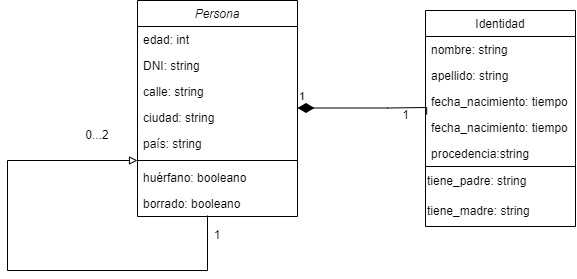 Persona
edad: int
DNI: string
calle: string
ciudad: string
país: string
huérfano: booleano
borrado: booleano
0...2
1
1
1
Identidad
nombre: string
apellido: string
fecha_nacimiento: tiempo
fecha_nacimiento: tiempo
procedencia:string
tiene_padre: string
tiene_madre: string